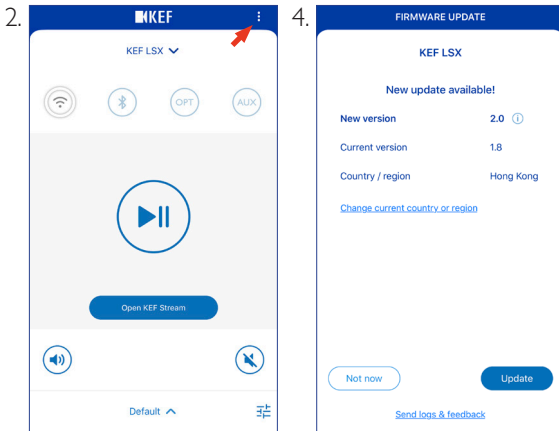 2.
KEF
KEF LSX
OPT
AUX
Open KEF Stream
Default
4.
FIRMWARE UPDATE
KEF LSX
New update available!
New version 2.0 i
Current version 1.8
Country / region Hong Kong
Change current country or region
Not now Update
Send logs & feedback